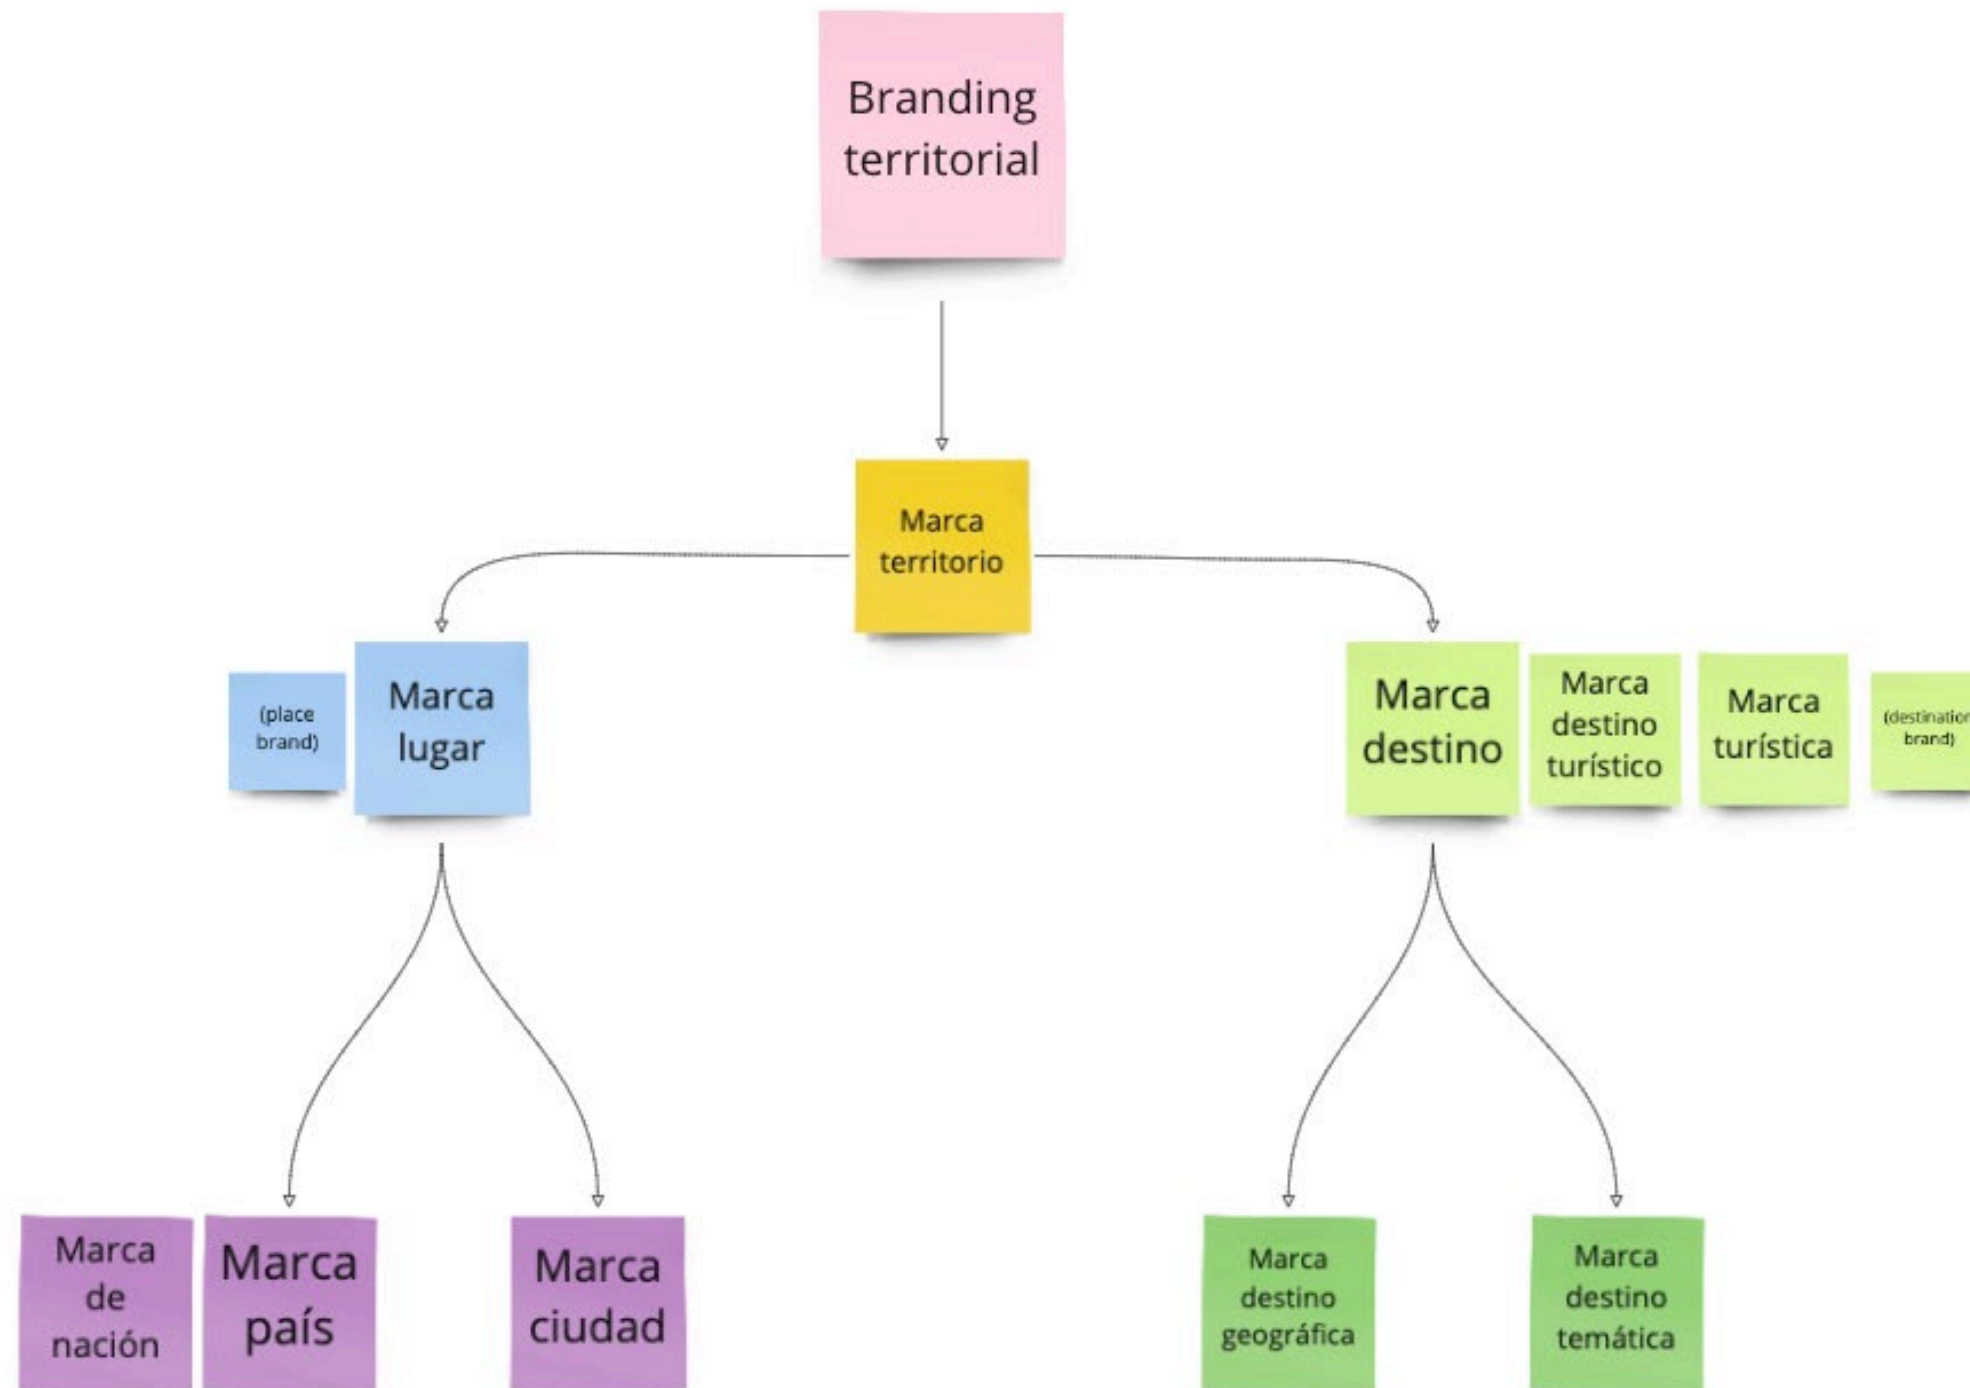 Branding
territorial
Marca
territorio
(place
brand)
Marca
lugar
Marca
destino
Marca
destino
turístico
Marca
turística
(destination
brand)
Marca
de
nación
Marca
país
Marca
ciudad
Marca
destino
geográfica
Marca
destino
temática